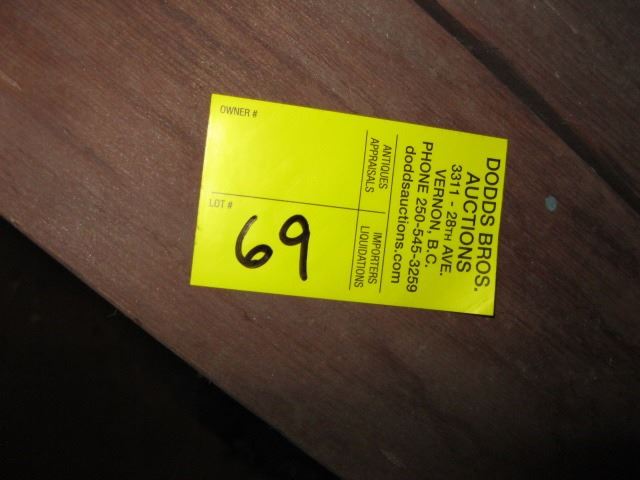 DODDS BROS.
AUCTIONS
3311 - 28TH AVE.
VERNON, B.C.
PHONE 250-545-3259
doddsauctions.com
ANTIQUES IMPORTERS
APPRAISALS LIQUIDATIONS
OWNER #
LOT #
69